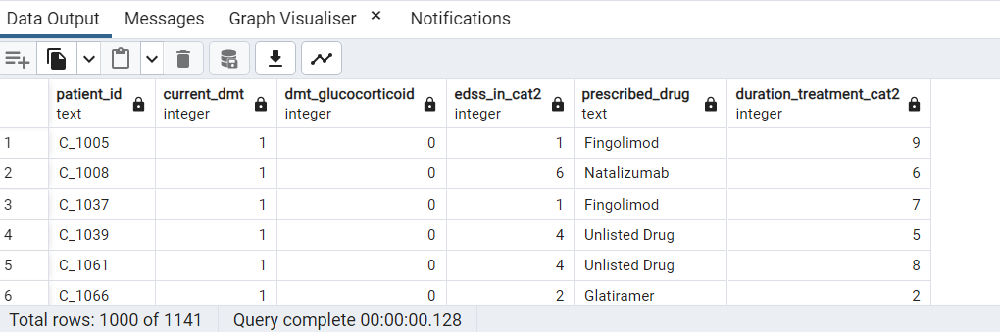 Data Output Messages Graph Visualiser × Notifications
patient_id current_dmt dmt_glucocorticoid edss_in_cat2 prescribed_drug duration_treatment_cat2
text integer integer integer text integer
1 C_1005 1 0 1 Fingolimod 9
2 C_1008 1 0 6 Natalizumab 6
3 C_1037 1 0 1 Fingolimod 7
4 C_1039 1 0 4 Unlisted Drug 5
5 C_1061 1 0 4 Unlisted Drug 8
6 C_1066 1 0 2 Glatiramer 2
Total rows: 1000 of 1141 Query complete 00:00:00.128